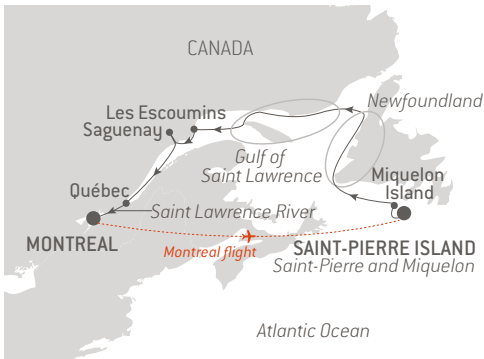 CANADA
Newfoundland
Les Escoumins
Saguenay
Gulf of
Saint Lawrence
Miquelon
Island
Québec
Saint Lawrence River
MONTREAL
Montreal flight
SAINT-PIERRE ISLAND
Saint-Pierre and Miquelon
Atlantic Ocean